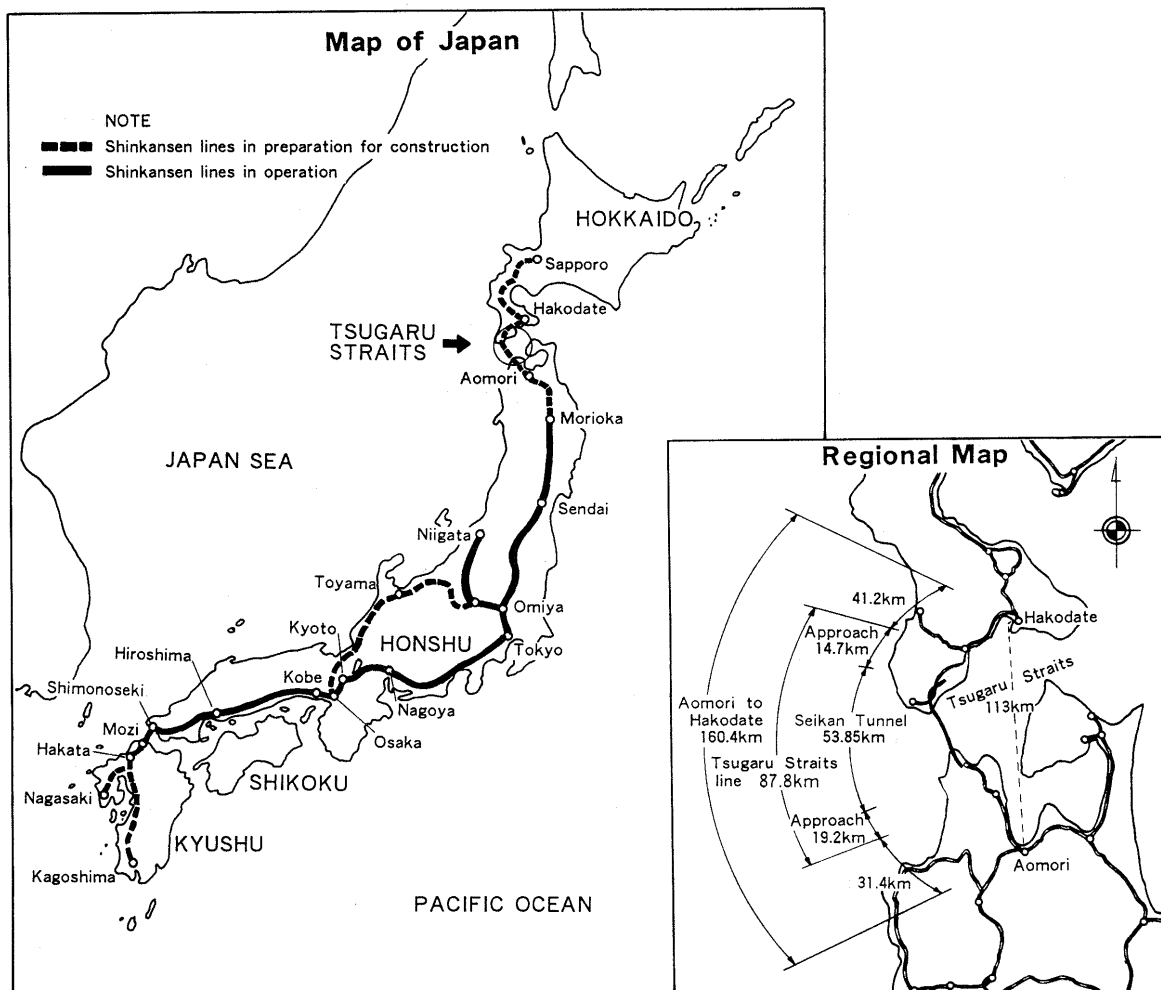 Map of Japan
NOTE
Shinkansen lines in preparation for construction
Shinkansen lines in operation
HOKKAIDO
Sapporo
Hakodate
TSUGARU
STRAITS
Aomori
Morioka
JAPAN SEA
Sendai
Niigata
Toyama
Omiya
Kyoto
HONSHU
Tokyo
Hiroshima
Kobe
Shimonoseki
Nagoya
Mozi
Osaka
Hakata
SHIKOKU
Nagasaki
KYUSHU
Kagoshima
PACIFIC OCEAN
Regional Map
41.2km
Hakodate
Approach
14.7km
Tsugaru Straits
113km
Aomori to
Hakodate
160.4km
Seikan Tunnel
53.85km
Tsugaru Straits
line 87.8km
Approach
19.2km
Aomori
31.4km